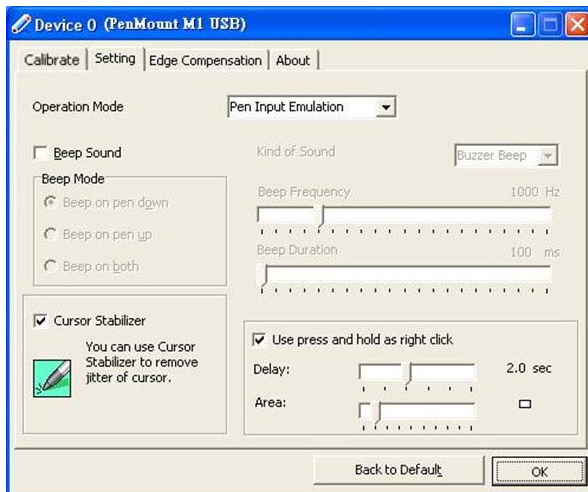 Device 0 (PenMount M1 USB)
Calibrate Setting Edge Compensation About
Operation Mode Pen Input Emulation
Beep Sound
Kind of Sound Buzzer Beep
Beep Mode
Beep on pen down
Beep on pen up
Beep on both
Beep Frequency 1000 Hz
Beep Duration 100 ms
Cursor Stabilizer
You can use Cursor
Stabilizer to remove
jitter of cursor.
Use press and hold as right click
Delay: 2.0 sec
Area:
Back to Default OK